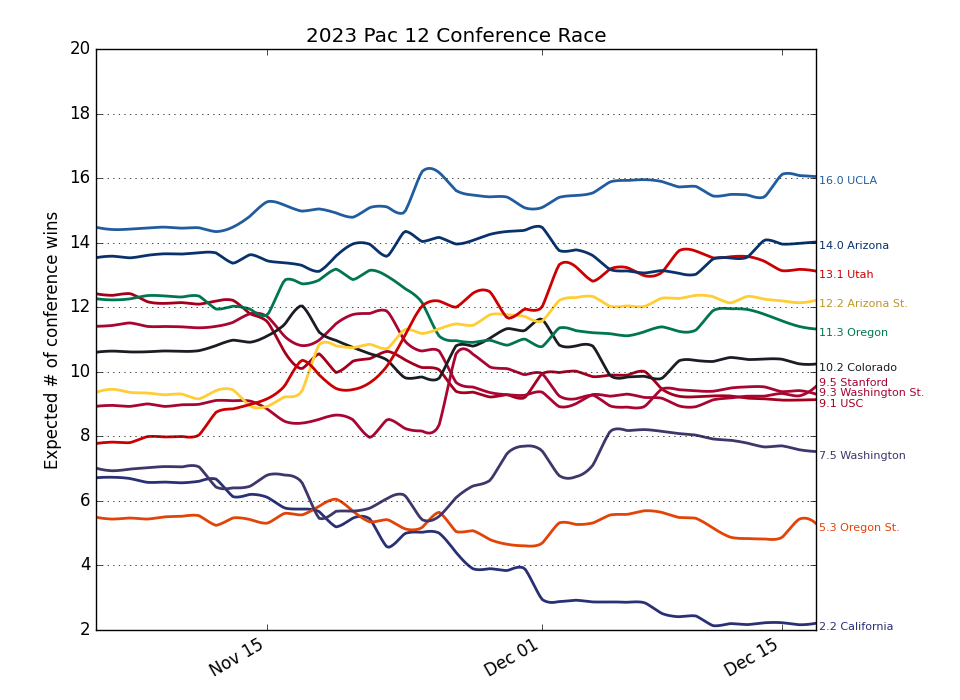 2023 Pac 12 Conference Race
Expected # of conference wins
20
18
16
14
12
10
8
6
4
2
Nov 15
Dec 01
Dec 15
16.0 UCLA
14.0 Arizona
13.1 Utah
12.2 Arizona St.
11.3 Oregon
10.2 Colorado
9.5 Stanford
9.3 Washington St.
9.1 USC
7.5 Washington
5.3 Oregon St.
2.2 California